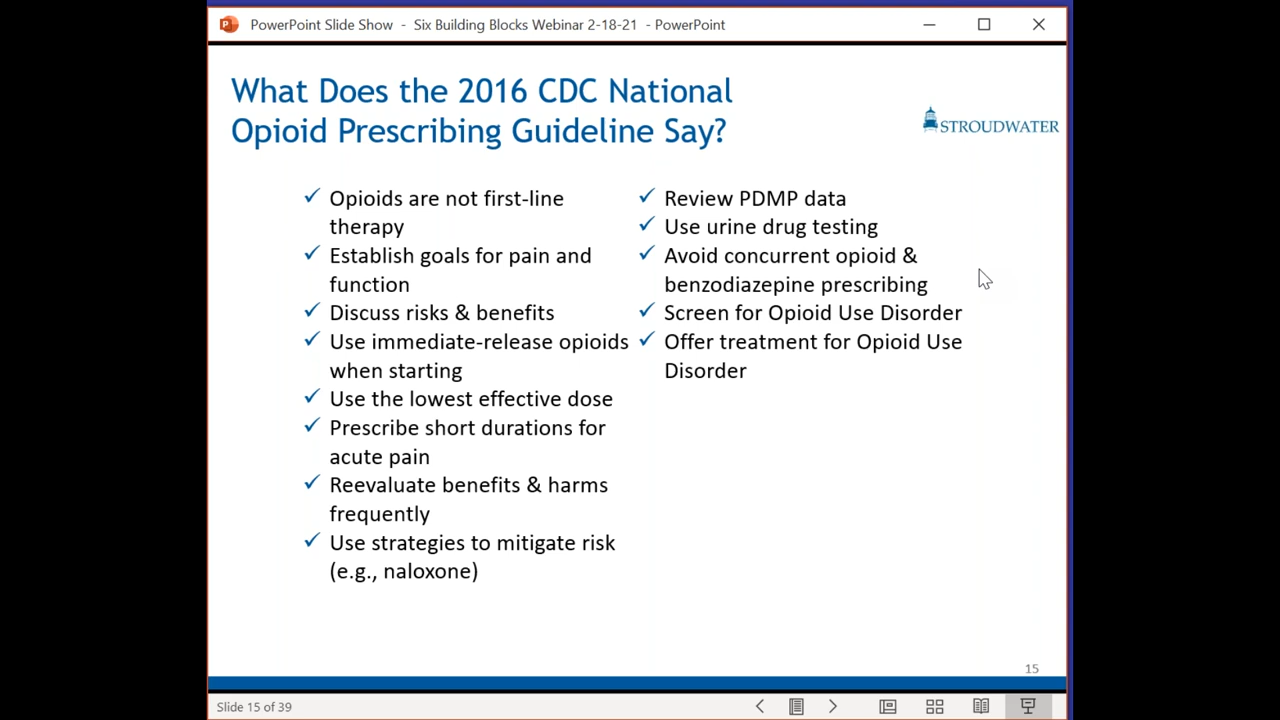 PowerPoint Slide Show - Six Building Blocks Webinar 2-18-21 - PowerPoint
What Does the 2016 CDC National
Opioid Prescribing Guideline Say?
STROUDWATER
✓ Opioids are not first-line
therapy
✓ Establish goals for pain and
function
✓ Discuss risks & benefits
✓ Use immediate-release opioids
when starting
✓ Use the lowest effective dose
✓ Prescribe short durations for
acute pain
✓ Reevaluate benefits & harms
frequently
✓ Use strategies to mitigate risk
(e.g., naloxone)
✓ Review PDMP data
✓ Use urine drug testing
✓ Avoid concurrent opioid &
benzodiazepine prescribing
✓ Screen for Opioid Use Disorder
✓ Offer treatment for Opioid Use
Disorder
15
Slide 15 of 39